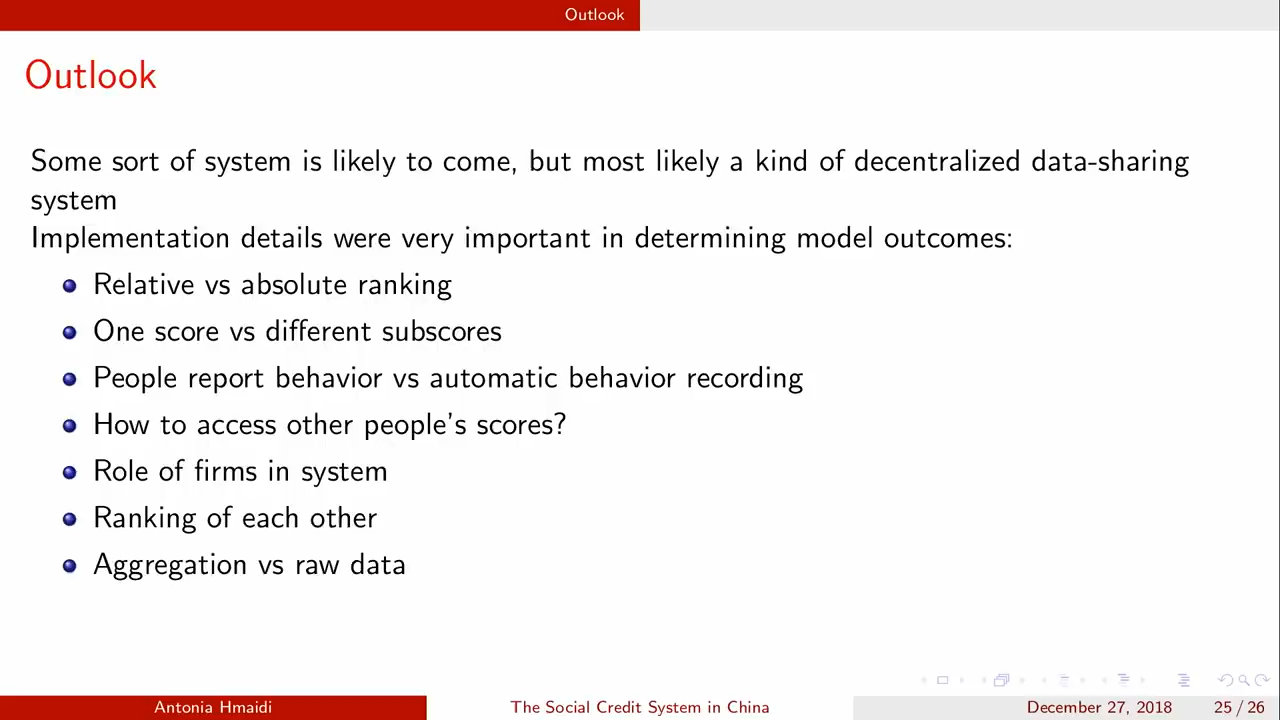 Outlook
Outlook
Some sort of system is likely to come, but most likely a kind of decentralized data-sharing
system
Implementation details were very important in determining model outcomes:
Relative vs absolute ranking
One score vs different subscores
People report behavior vs automatic behavior recording
How to access other people's scores?
Role of firms in system
Ranking of each other
Aggregation vs raw data
Antonia Hmaidi
The Social Credit System in China
December 27, 2018
25 / 26